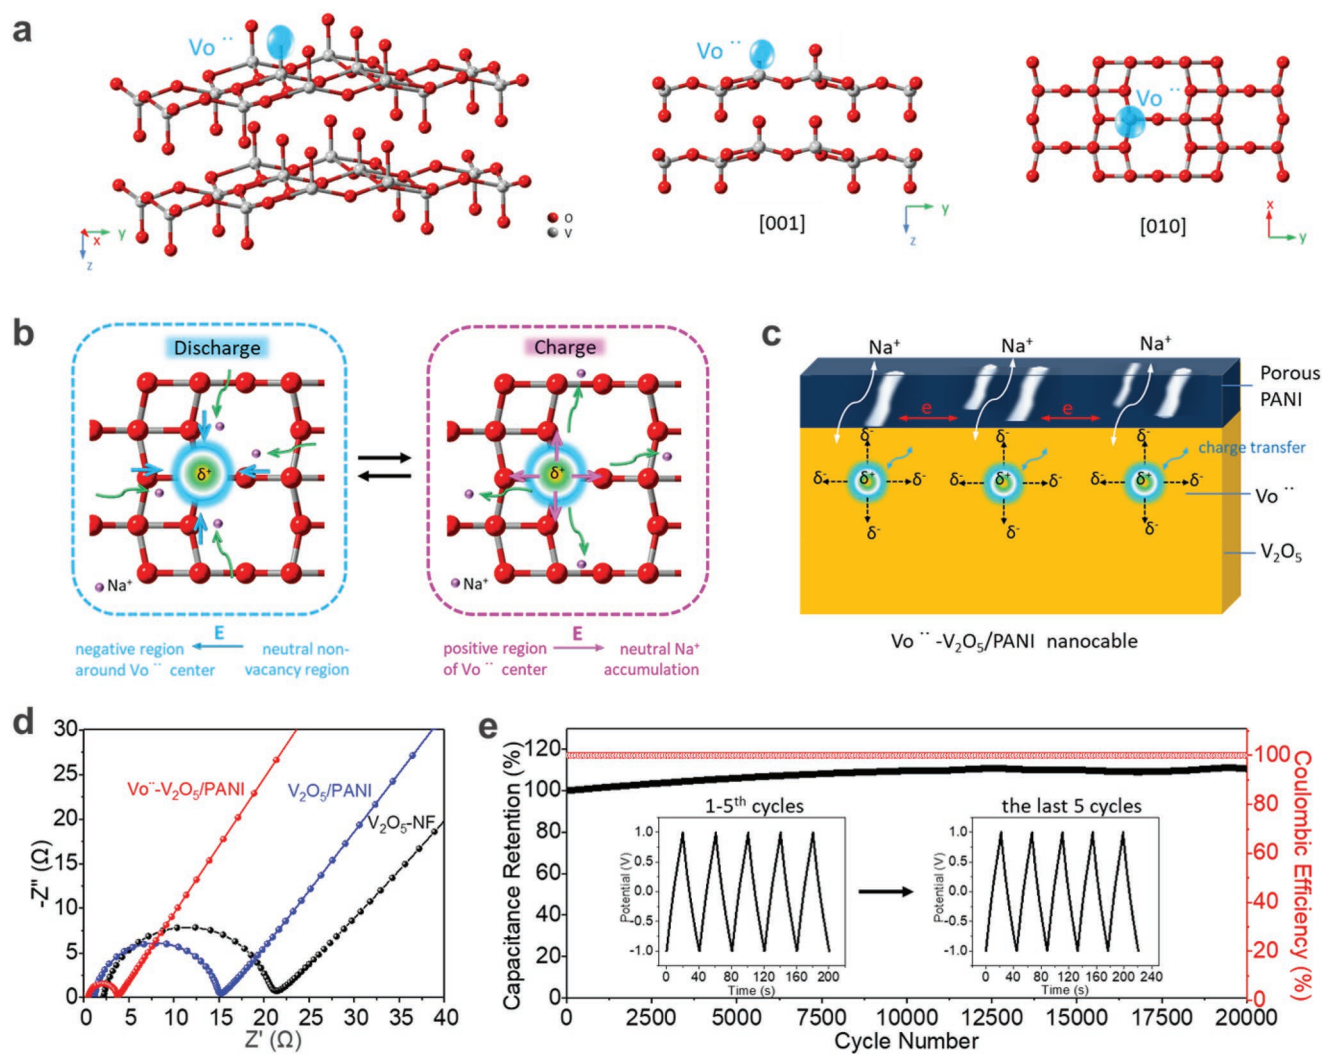 a
Vo ··
Vo ··
Vo ··
O
V
x
y
z
[001]
y
z
[010]
x
y
b
Discharge
δ+
Na+
E
negative region
around Vo ·· center
neutral non-
vacancy region
Charge
δ+
Na+
E
positive region
of Vo ·· center
neutral Na+
accumulation
c
Na+
Na+
Na+
Porous
PANI
e
e
δ-
δ-
δ-
charge transfer
δ-
δ+
δ-
δ-
δ+
δ-
δ-
δ+
δ-
Vo ··
δ-
δ-
δ-
V2O5
Vo ·· -V2O5/PANI nanocable
d
30
25
20
15
10
5
0
-Z" (Ω)
Vo¨-V2O5/PANI
V2O5/PANI
V2O5-NF
0 5 10 15 20 25 30 35 40
Z' (Ω)
e
Capacitance Retention (%)
120
100
80
60
40
20
0
1-5th cycles
1.0
0.5
0.0
-0.5
-1.0
Potential (V)
0 40 80 120 160 200
Time (s)
the last 5 cycles
1.0
0.5
0.0
-0.5
-1.0
Potential (V)
0 40 80 120 160 200 240
Time (s)
100
80
60
40
20
0
Coulombic Efficiency (%)
0 2500 5000 7500 10000 12500 15000 17500 20000
Cycle Number